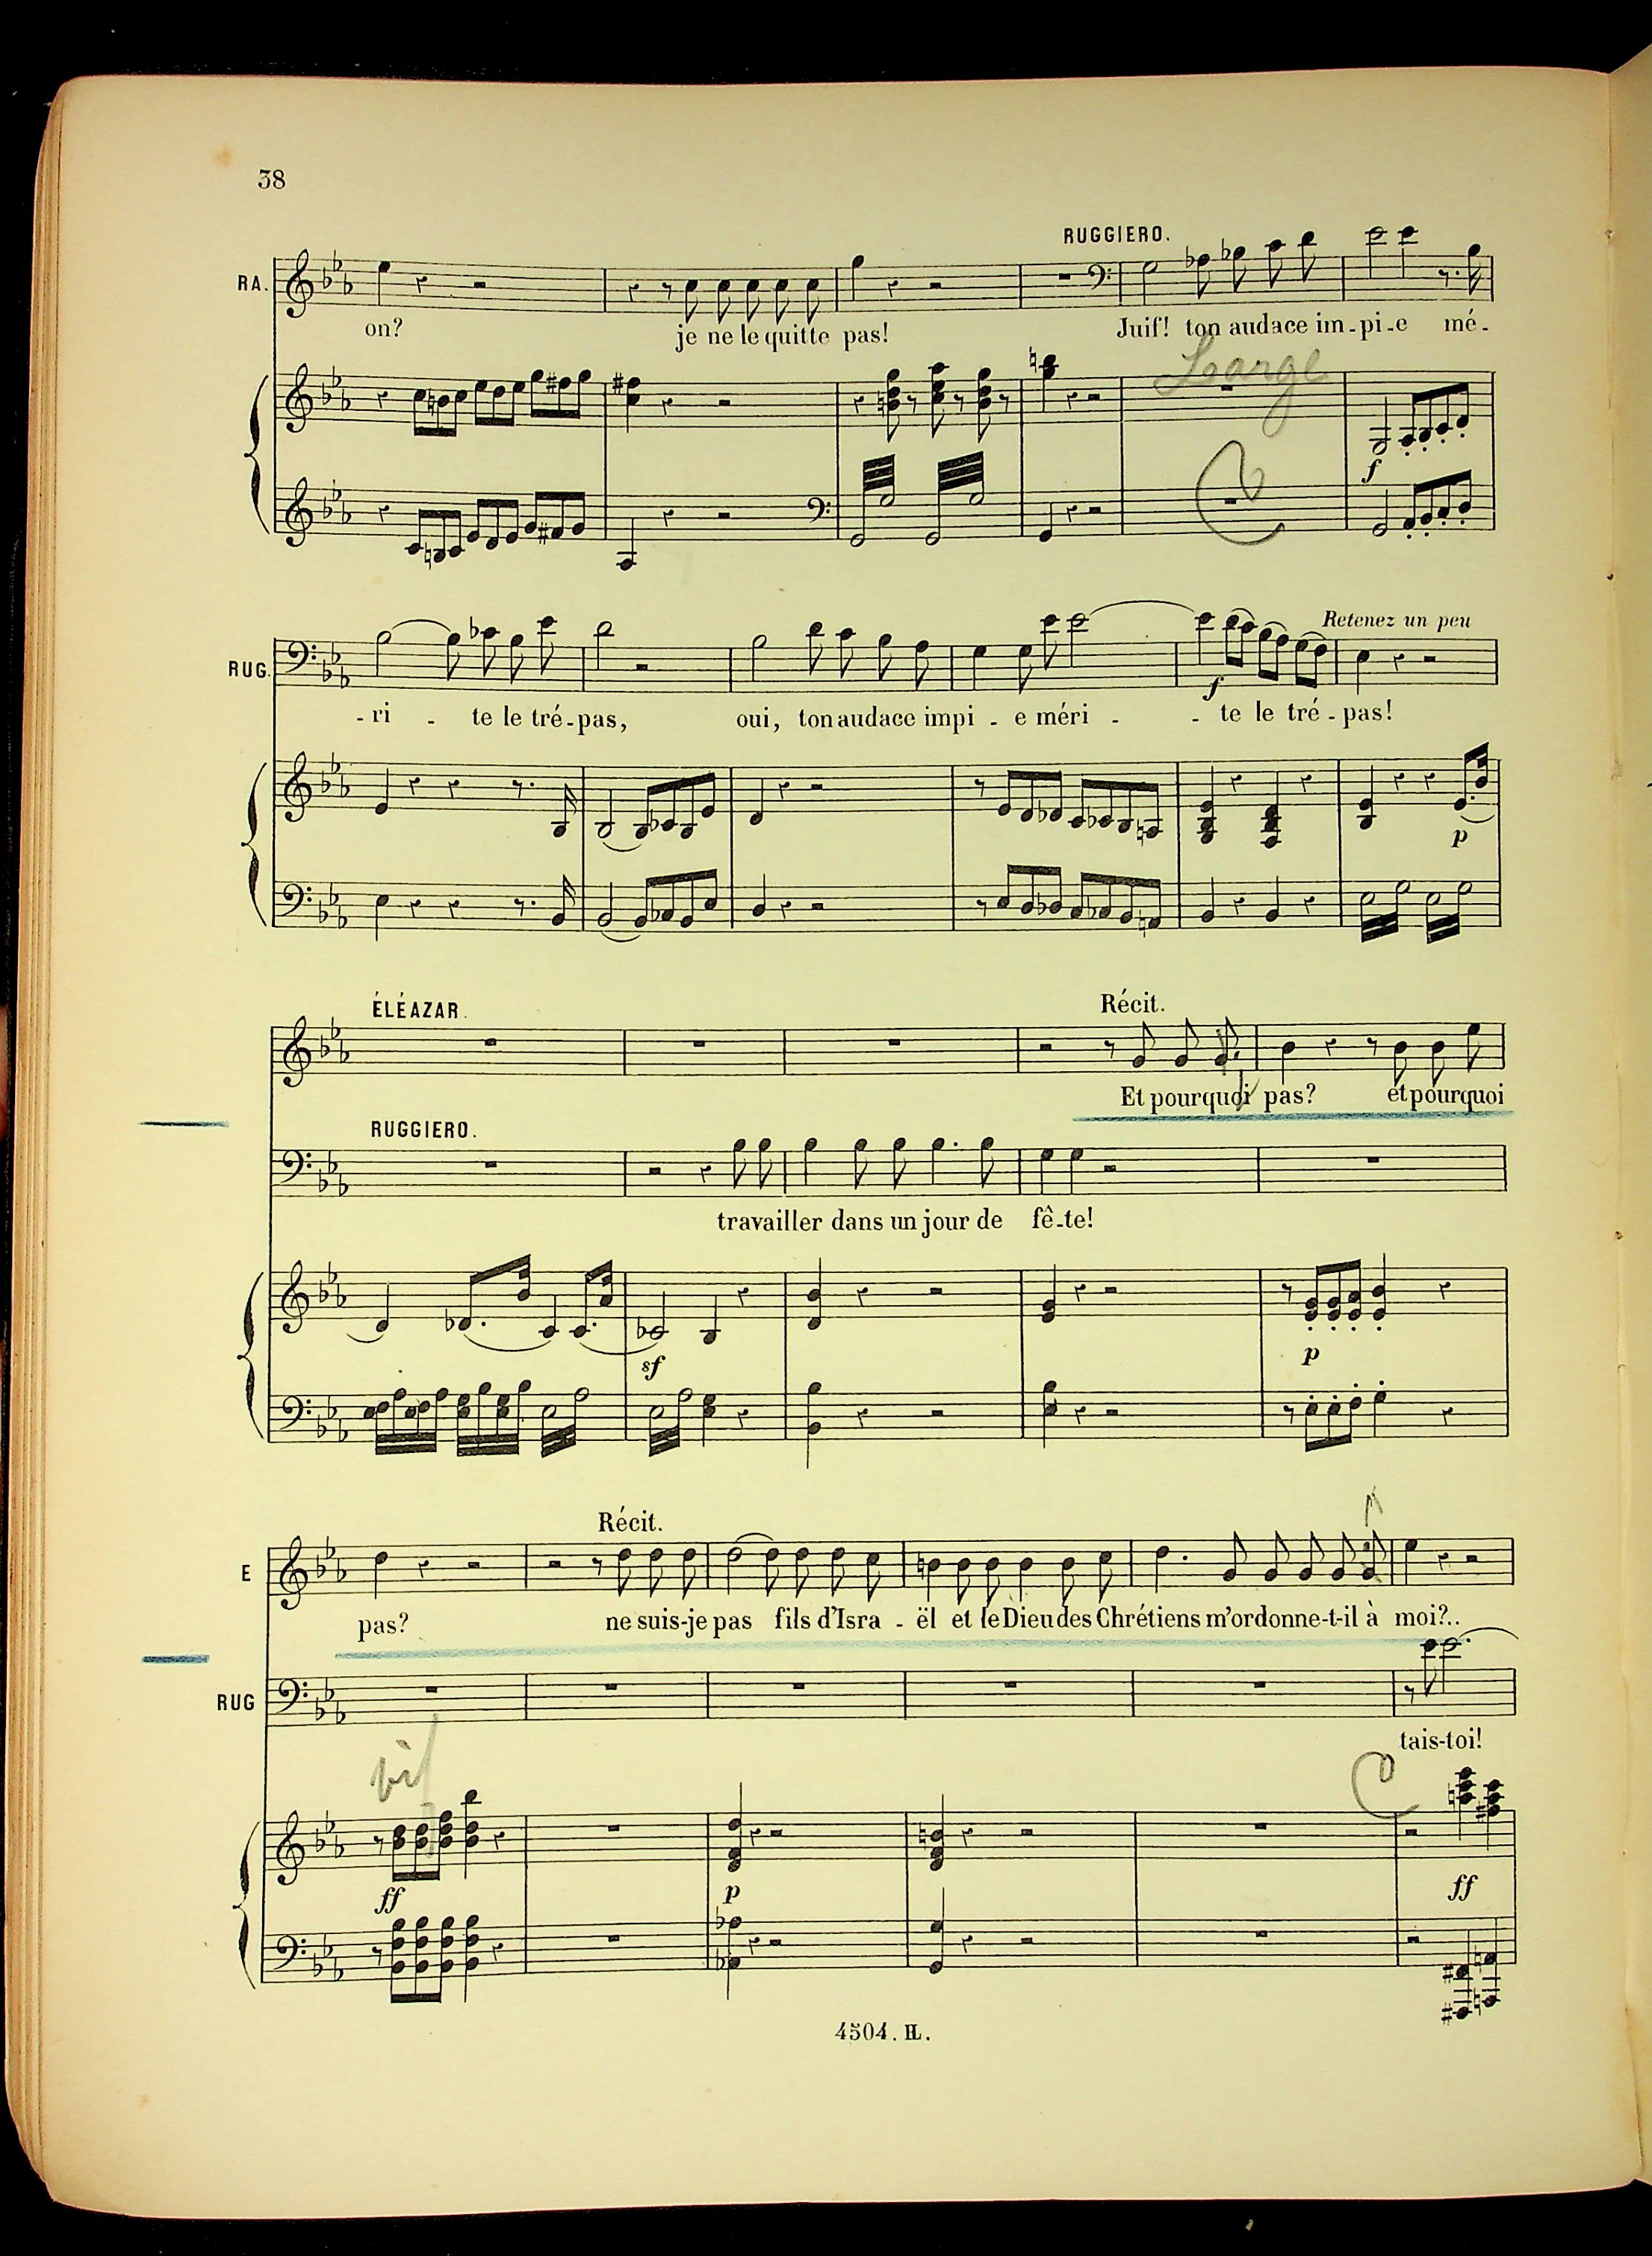 38
RUGGIERO.
RA.
on? je ne le quitte pas! Juif! ton audace im-pi-e mé-
Large
f
Retenez un peu
RUG.
f
-ri - te le tré-pas, oui, ton audace impi - e méri - - te le tré-pas!
p
ÉLÉAZAR.
Récit.
Et pourquoi pas? et pourquoi
RUGGIERO.
travailler dans un jour de fê-te!
sf
p
Récit.
E
pas? ne suis-je pas fils d'Isra - ël et le Dieu des Chrétiens m'ordonne-t-il à moi?..
RUG
tais-toi!
ff p ff
4504. H.